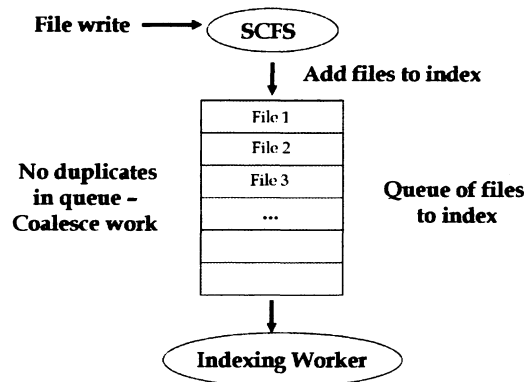 File write
SCFS
Add files to index
File 1
File 2
File 3
...
No duplicates
in queue –
Coalesce work
Queue of files
to index
Indexing Worker